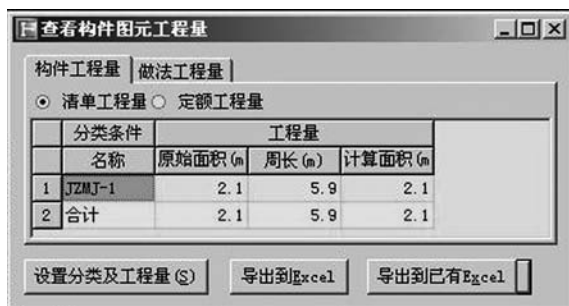 查看构件图元工程量
构件工程量 做法工程量
清单工程量 定额工程量
分类条件 工程量
名称 原始面积(m 周长(m) 计算面积(m
1 JZMJ-1 2.1 5.9 2.1
2 合计 2.1 5.9 2.1
设置分类及工程量(S) 导出到Excel 导出到已有Excel